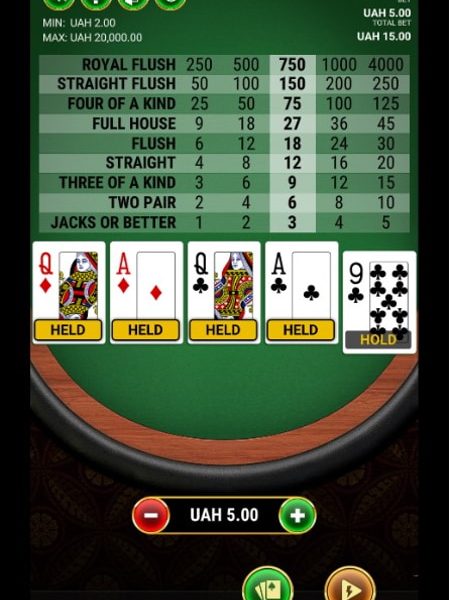 BET
UAH 5.00
MIN: UAH 2.00
TOTAL BET
MAX: UAH 20,000.00
UAH 15.00
ROYAL FLUSH 250 500 750 1000 4000
STRAIGHT FLUSH 50 100 150 200 250
FOUR OF A KIND 25 50 75 100 125
FULL HOUSE 9 18 27 36 45
FLUSH 6 12 18 24 30
STRAIGHT 4 8 12 16 20
THREE OF A KIND 3 6 9 12 15
TWO PAIR 2 4 6 8 10
JACKS OR BETTER 1 2 3 4 5
Q A Q A 9
HELD HELD HELD HELD HOLD
UAH 5.00